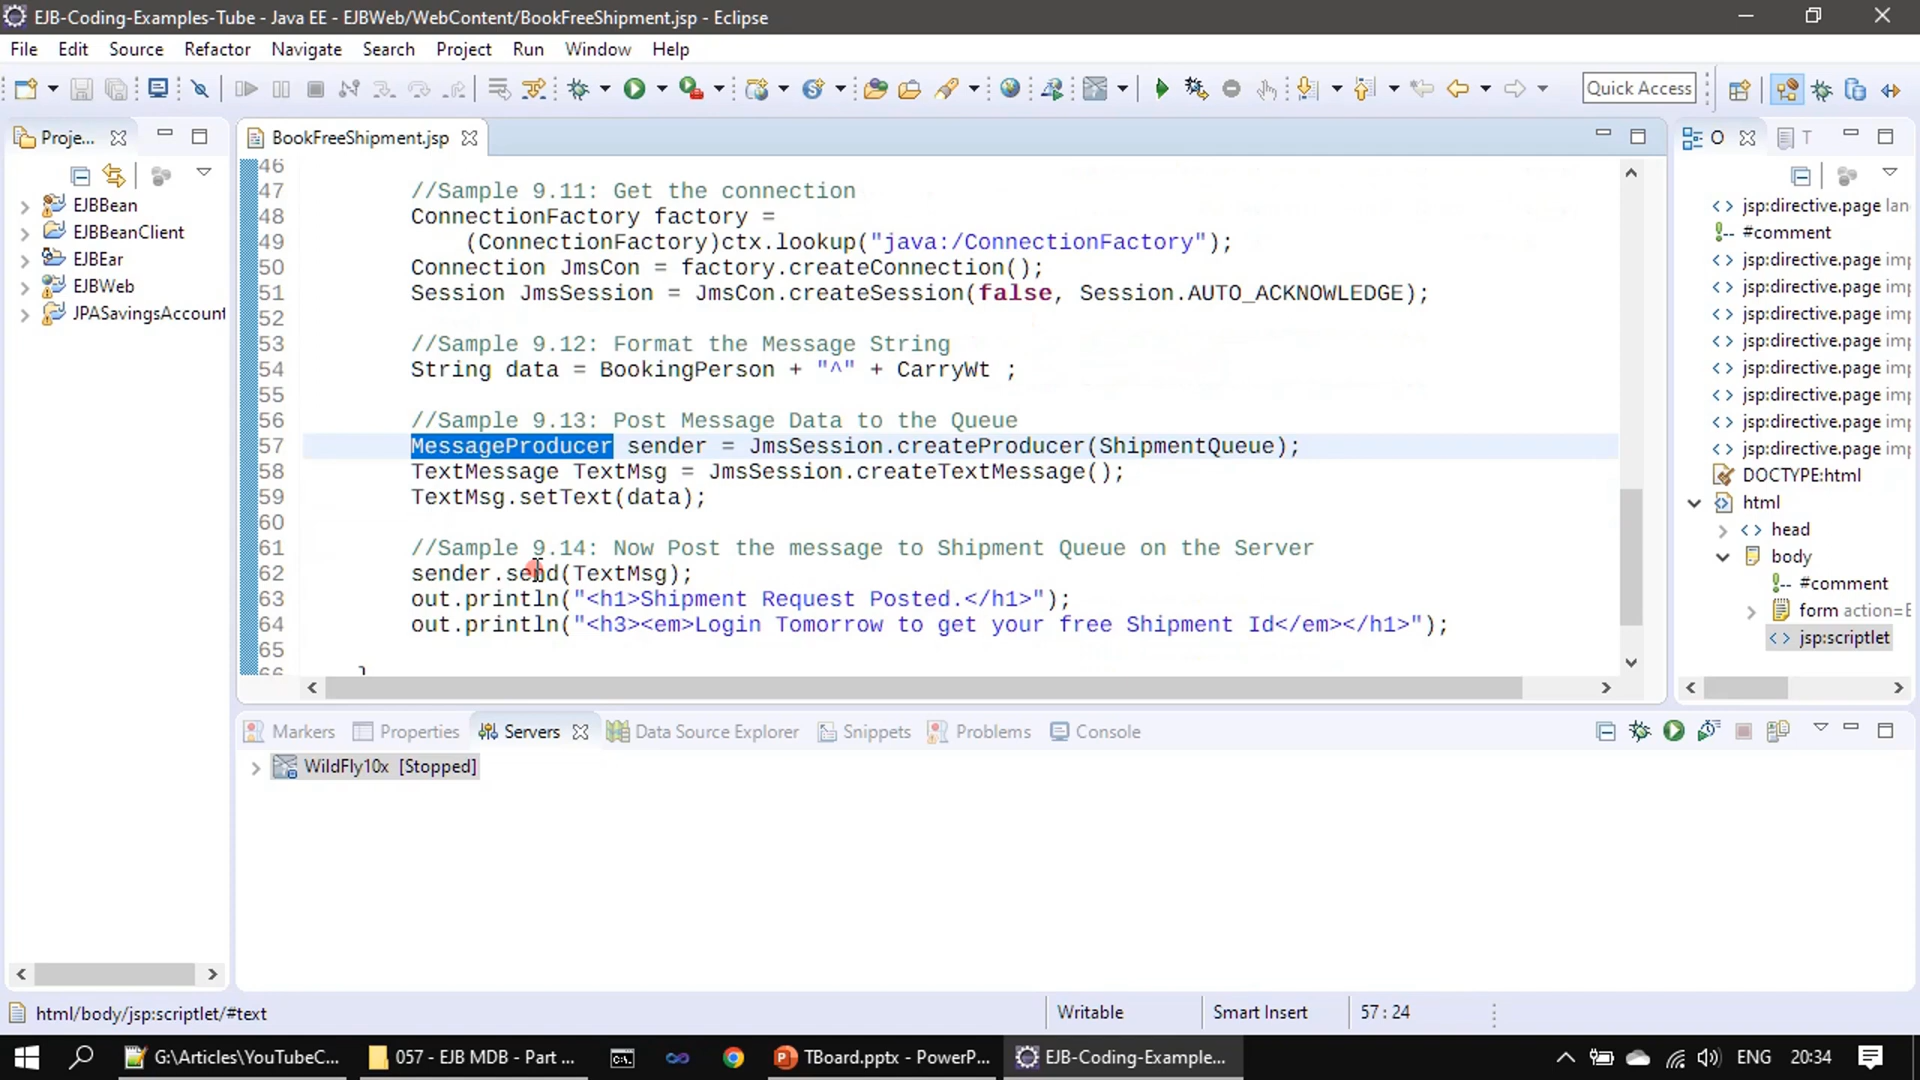 EJB-Coding-Examples-Tube - Java EE - EJBWeb/WebContent/BookFreeShipment.jsp - Eclipse
File Edit Source Refactor Navigate Search Project Run Window Help
Quick Access
Proje...
BookFreeShipment.jsp
O
T
EJBBean
EJBBeanClient
EJBEar
EJBWeb
JPASavingsAccount
46
47 //Sample 9.11: Get the connection
48 ConnectionFactory factory =
49 (ConnectionFactory)ctx.lookup("java:/ConnectionFactory");
50 Connection JmsCon = factory.createConnection();
51 Session JmsSession = JmsCon.createSession(false, Session.AUTO_ACKNOWLEDGE);
52
53 //Sample 9.12: Format the Message String
54 String data = BookingPerson + "^" + CarryWt ;
55
56 //Sample 9.13: Post Message Data to the Queue
57 MessageProducer sender = JmsSession.createProducer(ShipmentQueue);
58 TextMessage TextMsg = JmsSession.createTextMessage();
59 TextMsg.setText(data);
60
61 //Sample 9.14: Now Post the message to Shipment Queue on the Server
62 sender.send(TextMsg);
63 out.println("<h1>Shipment Request Posted.</h1>");
64 out.println("<h3><em>Login Tomorrow to get your free Shipment Id</em></h1>");
65
66 }
jsp:directive.page lan
#comment
jsp:directive.page imp
jsp:directive.page imp
jsp:directive.page imp
jsp:directive.page imp
jsp:directive.page imp
jsp:directive.page imp
jsp:directive.page imp
jsp:directive.page imp
DOCTYPE:html
html
head
body
#comment
form action=E
jsp:scriptlet
Markers Properties Servers Data Source Explorer Snippets Problems Console
WildFly10x [Stopped]
html/body/jsp:scriptlet/#text
Writable
Smart Insert
57 : 24
G:\Articles\YouTubeC...
057 - EJB MDB - Part ...
TBoard.pptx - PowerP...
EJB-Coding-Example...
ENG
20:34